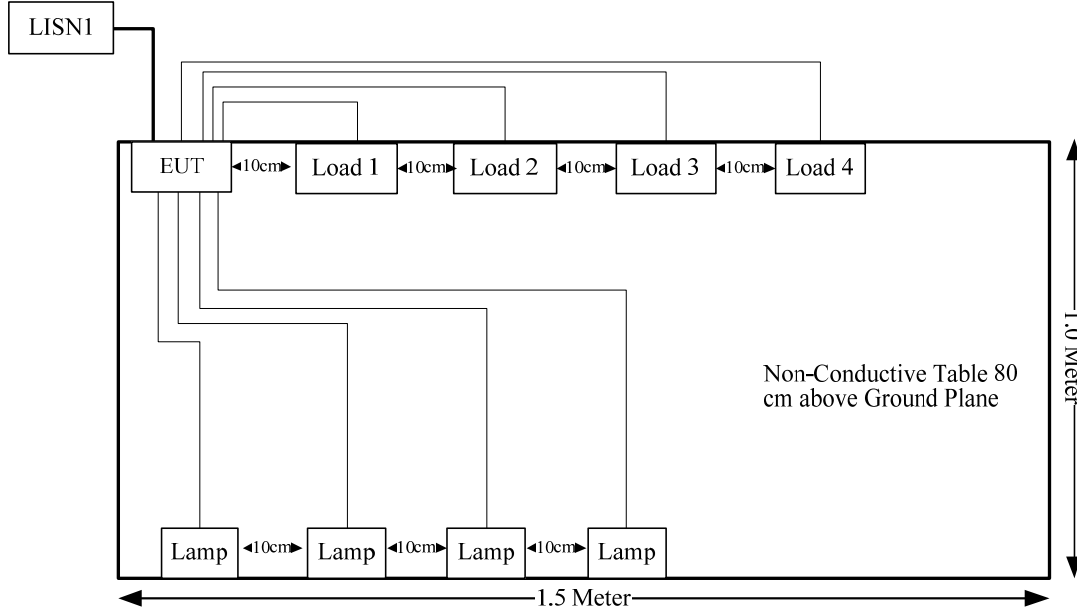 LISN1
EUT
10cm
Load 1
10cm
Load 2
10cm
Load 3
10cm
Load 4
1.0 Meter
Non-Conductive Table 80
cm above Ground Plane
Lamp
10cm
Lamp
10cm
Lamp
10cm
Lamp
1.5 Meter